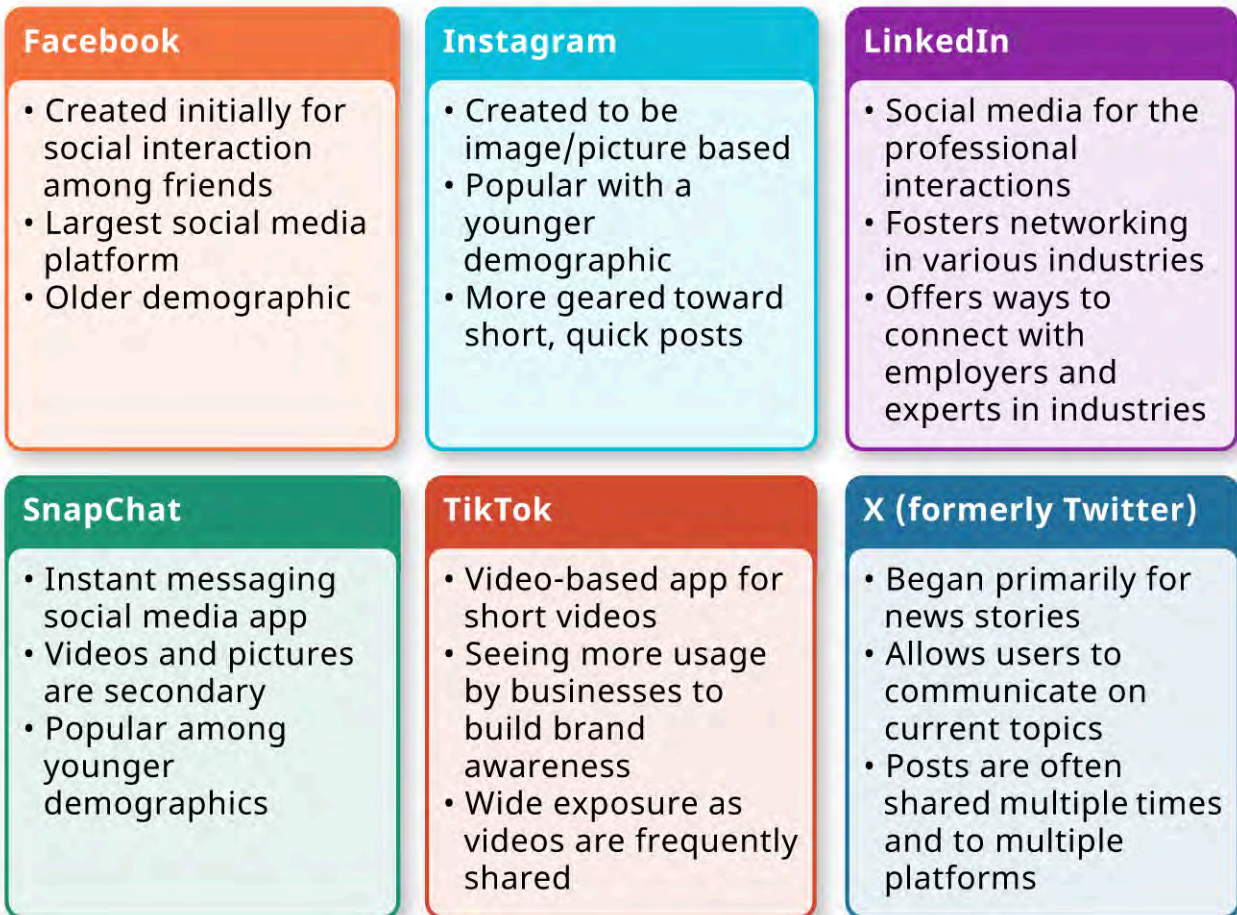 Facebook
• Created initially for
social interaction
among friends
• Largest social media
platform
• Older demographic
Instagram
• Created to be
image/picture based
• Popular with a
younger
demographic
• More geared toward
short, quick posts
LinkedIn
• Social media for the
professional
interactions
• Fosters networking
in various industries
• Offers ways to
connect with
employers and
experts in industries
SnapChat
• Instant messaging
social media app
• Videos and pictures
are secondary
• Popular among
younger
demographics
TikTok
• Video-based app for
short videos
• Seeing more usage
by businesses to
build brand
awareness
• Wide exposure as
videos are frequently
shared
X (formerly Twitter)
• Began primarily for
news stories
• Allows users to
communicate on
current topics
• Posts are often
shared multiple times
and to multiple
platforms